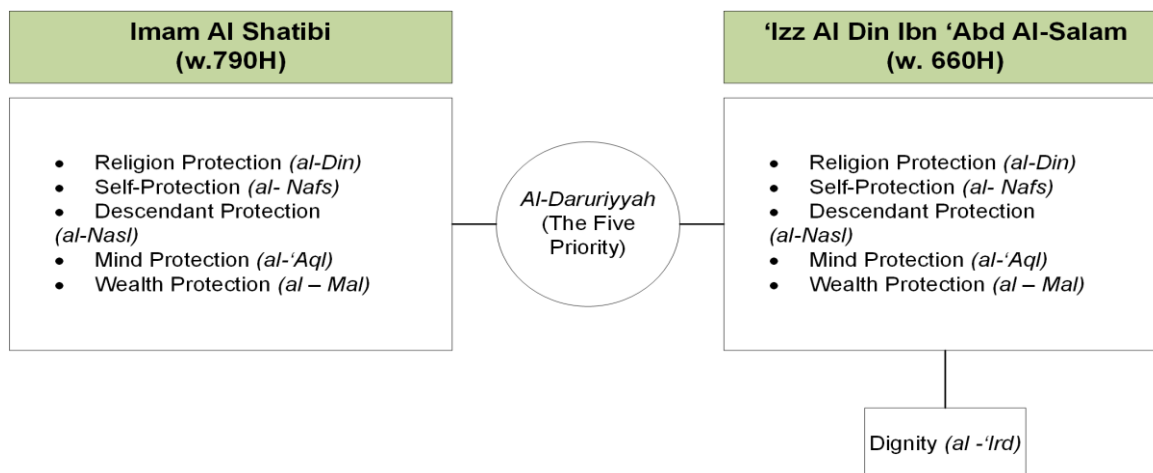 Imam Al Shatibi
(w.790H)
• Religion Protection (al-Din)
• Self-Protection (al- Nafs)
• Descendant Protection
(al-Nasl)
• Mind Protection (al-‘Aql)
• Wealth Protection (al – Mal)
Al-Daruriyyah
(The Five
Priority)
‘Izz Al Din Ibn ‘Abd Al-Salam
(w. 660H)
• Religion Protection (al-Din)
• Self-Protection (al- Nafs)
• Descendant Protection
(al-Nasl)
• Mind Protection (al-‘Aql)
• Wealth Protection (al – Mal)
Dignity (al -‘Ird)